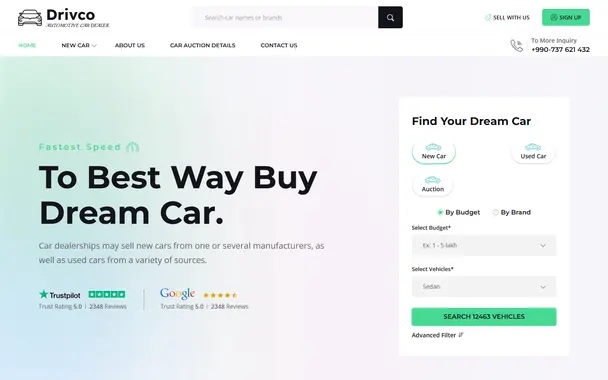 Drivco
AUTOMOTIVE CAR DEALER
Search car names or brands
SELL WITH US
SIGN UP
HOME
NEW CAR
ABOUT US
CAR AUCTION DETAILS
CONTACT US
To More Inquiry
+990-737 621 432
Fastest Speed
To Best Way Buy
Dream Car.
Car dealerships may sell new cars from one or several manufacturers, as
well as used cars from a variety of sources.
Trustpilot
Trust Rating 5.0 | 2348 Reviews
Google
Trust Rating 5.0 | 2348 Reviews
Find Your Dream Car
New Car
Used Car
Auction
By Budget
By Brand
Select Budget*
Ex: 1 - 5 lakh
Select Vehicles*
Sedan
SEARCH 12463 VEHICLES
Advanced Filter